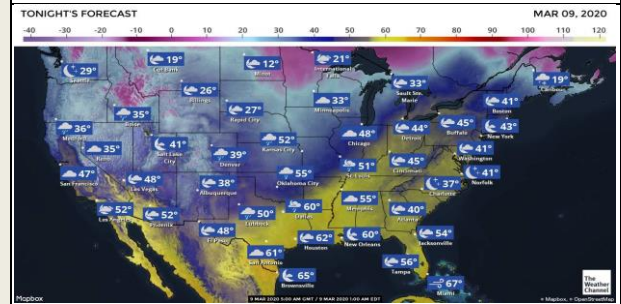 TONIGHT'S FORECAST
MAR 09, 2020
-40 -30 -20 -10 0 10 20 30 40 50 60 70 80 90 100 110 120
29° Seattle
19° Cut Bank
12° Minot
21° International Falls
33° Sault Ste. Marie
19° Caribou
26° Billings
41° Boston
36° Medford
35° Boise
27° Rapid City
33° Minneapolis
45° Buffalo
43° New York
35° Reno
41° Salt Lake City
39° Denver
52° Kansas City
48° Chicago
44° Detroit
41° Washington
47° San Francisco
48° Las Vegas
38° Albuquerque
55° Oklahoma City
51° St. Louis
45° Cincinnati
41° Norfolk
37° Charlotte
52° Los
52°
48° El Paso
50° Lubbock
60° Dallas
55° Memphis
40° Atlanta
61° San Antonio
62° Houston
60° New Orleans
54° Jacksonville
65° Brownsville
56° Tampa
67° Miami
The
Weather
Channel
Mapbox
9 MAR 2020 5:00 AM GMT / 9 MAR 2020 1:00 AM EDT
© Mapbox, © OpenStreetMap